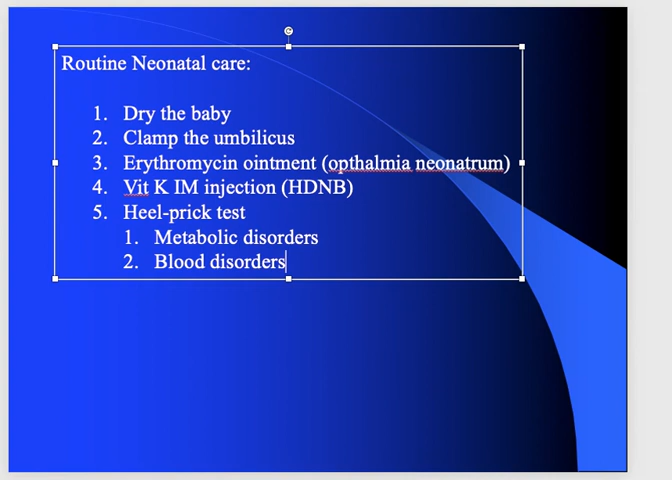 Routine Neonatal care:
1. Dry the baby
2. Clamp the umbilicus
3. Erythromycin ointment (opthalmia neonatrum)
4. Vit K IM injection (HDNB)
5. Heel-prick test
1. Metabolic disorders
2. Blood disorders